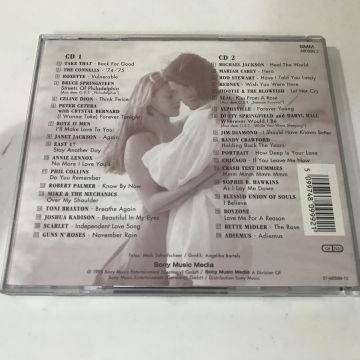 CD 1
TAKE THAT - Back For Good
THE CONNELLS - '74 -'75
ROXETTE - Vulnerable
BRUCE SPRINGSTEEN
Streets Of Philadelphia
CELINE DION - Think Twice
PETER CETERA
with CRYSTAL BERNARD
(I Wanna Take) Forever Tonight
BOYZ II MEN
I'll Make Love To You
JANET JACKSON - Again
EAST 17
Stay Another Day
ANNIE LENNOX
No More I Love You's
PHIL COLLINS
Do You Remember
ROBERT PALMER - Know By Now
MIKE & THE MECHANICS
Over My Shoulder
TONI BRAXTON - Breathe Again
JOSHUA KADISON - Beautiful In My Eyes
SCARLET - Independent Love Song
GUNS N' ROSES - November Rain
CD 2
MICHAEL JACKSON - Heal The World
MARIAH CAREY - Hero
ROD STEWART - Have I Told You Lately
REDNEX - Wish You Were Here
HOOTIE & THE BLOWFISH - Let Her Cry
SEAL - Kiss From A Rose
ALPHAVILLE - Forever Young
DUSTY SPRINGFIELD and DARYL HALL
Wherever Would I Be
JIM DIAMOND - I Should Have Known Better
RANDY CRAWFORD
Holding Back The Years
PORTRAIT - How Deep Is Your Love
CHICAGO - If You Leave Me Now
CRASH TEST DUMMIES
Mmm Mmm Mmm Mmm
SOPHIE B. HAWKINS
As I Lay Me Down
BLESSED UNION OF SOULS
I Believe
BOYZONE
Love Me For A Reason
BETTE MIDLER - The Rose
ADIEMUS - Adiemus
5 099748 099921
Sony Music Media